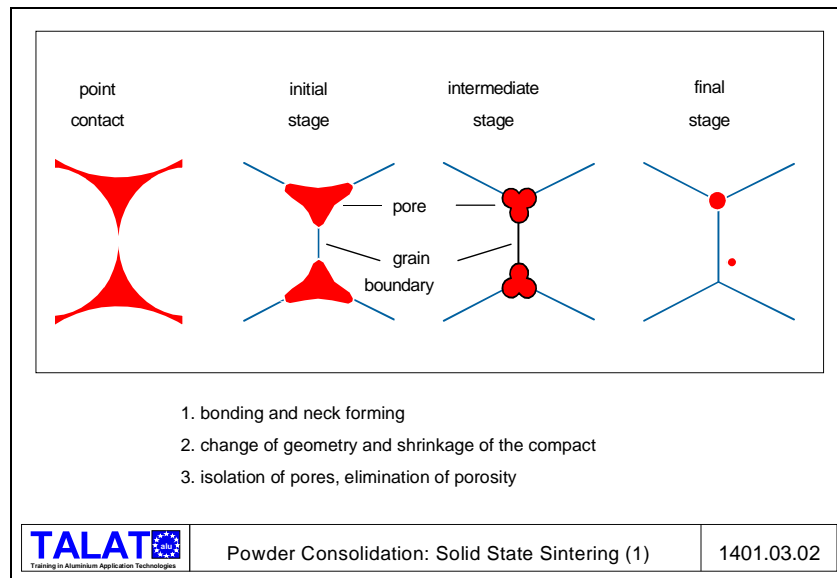 point
contact
initial
stage
intermediate
stage
final
stage
pore
grain
boundary
1. bonding and neck forming
2. change of geometry and shrinkage of the compact
3. isolation of pores, elimination of porosity
TALAT
alu
Training in Aluminium Application Technologies
Powder Consolidation: Solid State Sintering (1)
1401.03.02